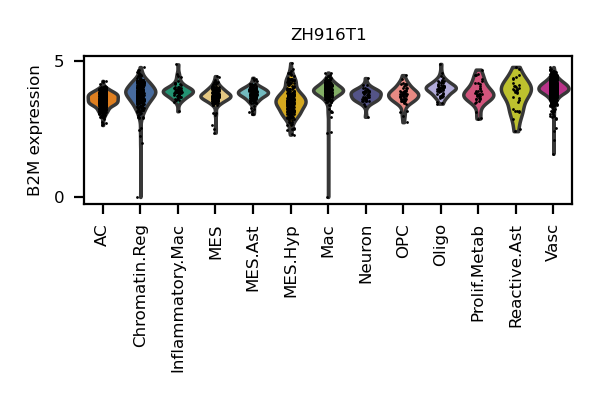 ZH916T1
B2M expression
5
0
AC
Chromatin.Reg
Inflammatory.Mac
MES
MES.Ast
MES.Hyp
Mac
Neuron
OPC
Oligo
Prolif.Metab
Reactive.Ast
Vasc